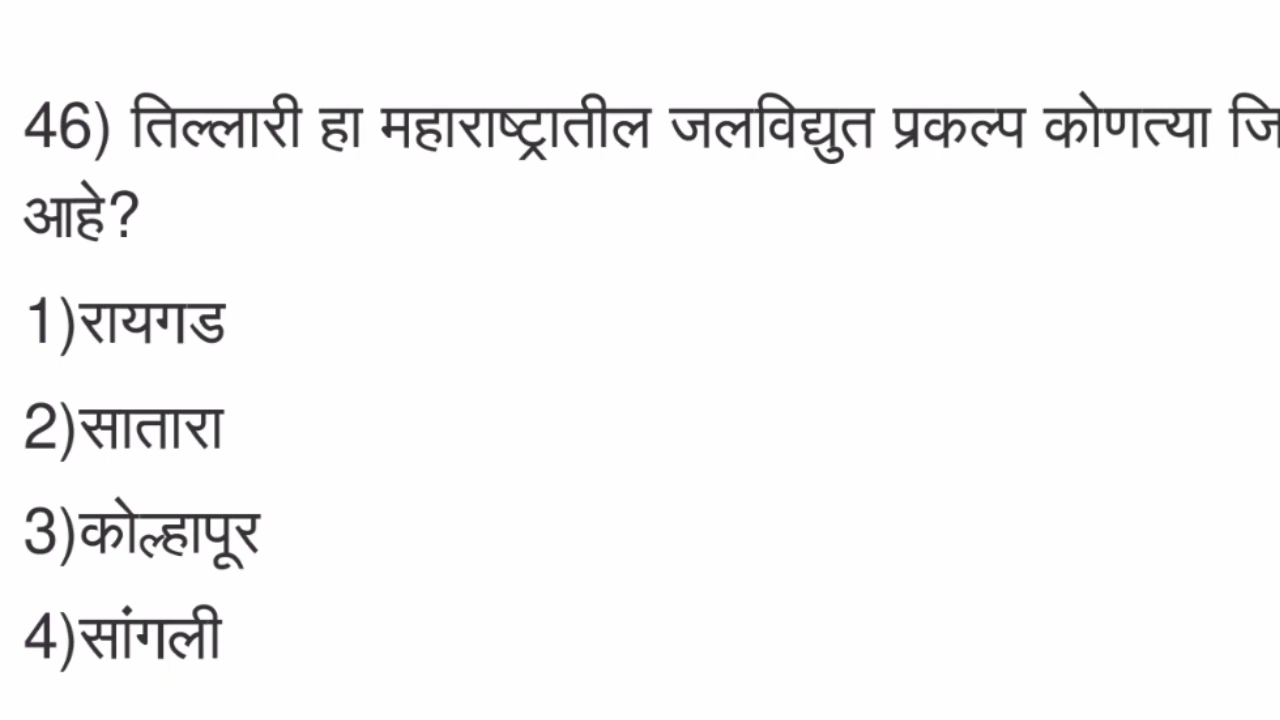 46) तिल्लारी हा महाराष्ट्रातील जलविद्युत प्रकल्प कोणत्या जि
आहे?
1)रायगड
2)सातारा
3)कोल्हापूर
4)सांगली